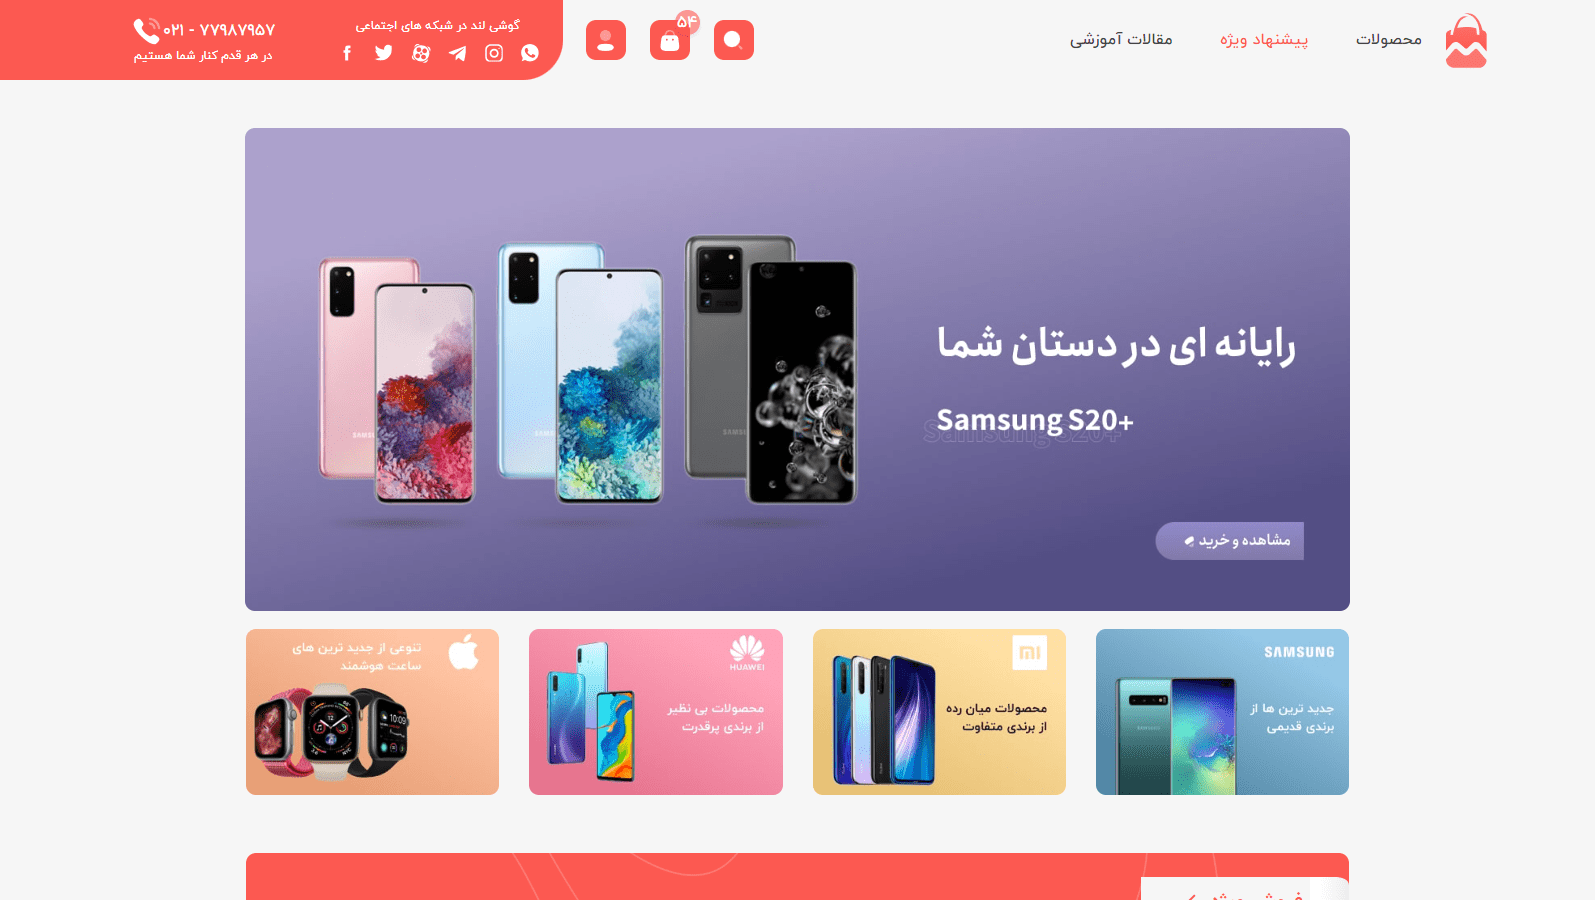 محصولات
پیشنهاد ویژه
مقالات آموزشی
۵۴
گوشی لند در شبکه های اجتماعی
۰۲۱ - ۷۷۹۸۷۹۵۷
در هر قدم کنار شما هستیم
رایانه ای در دستان شما
Samsung S20+
Samsung S20+
مشاهده و خرید
SAMSUNG
جدید ترین ها از
برندی قدیمی
mi
محصولات میان رده
از برندی متفاوت
HUAWEI
محصولات بی نظیر
از برندی پرقدرت
تنوعی از جدید ترین های
ساعت هوشمند